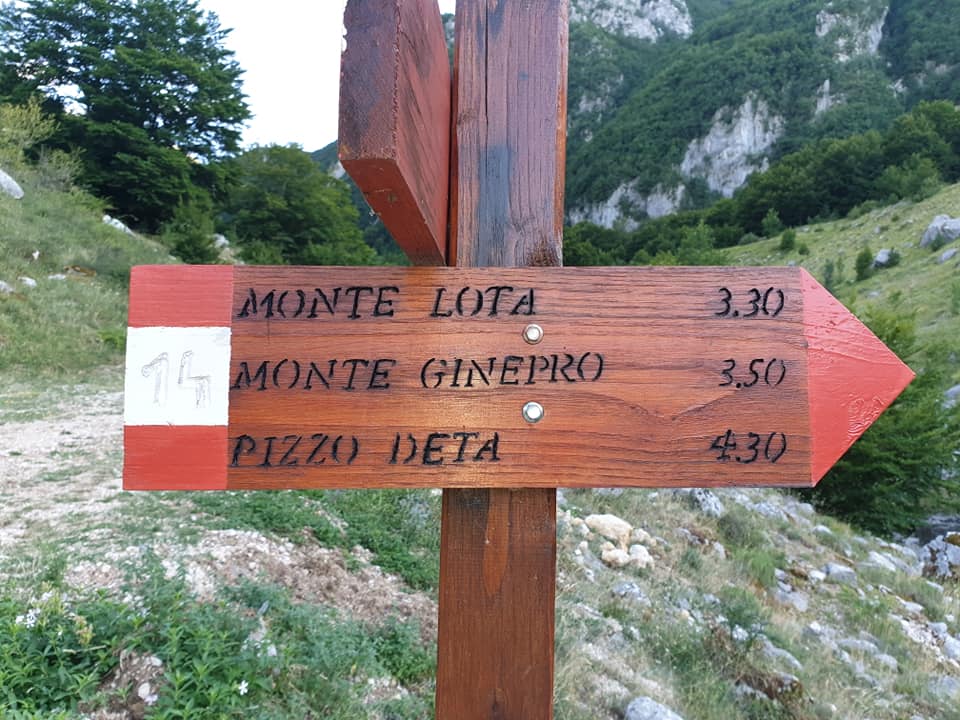 MONTE LOTA 3.30
14 MONTE GINEPRO 3.50
PIZZO DETA 4.30